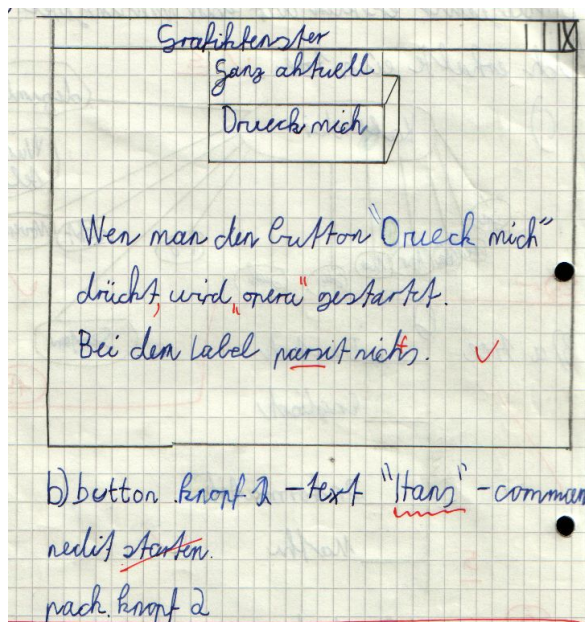 Grafikfenster
Ganz aktuell
Drueck mich
Wen man den button "Drueck mich"
drückt, wird "opera" gestartet.
Bei dem Label parsit nichts.
b) button .knopf 2 -text "Hans" -comman
nedit starten.
pack .knopf 2